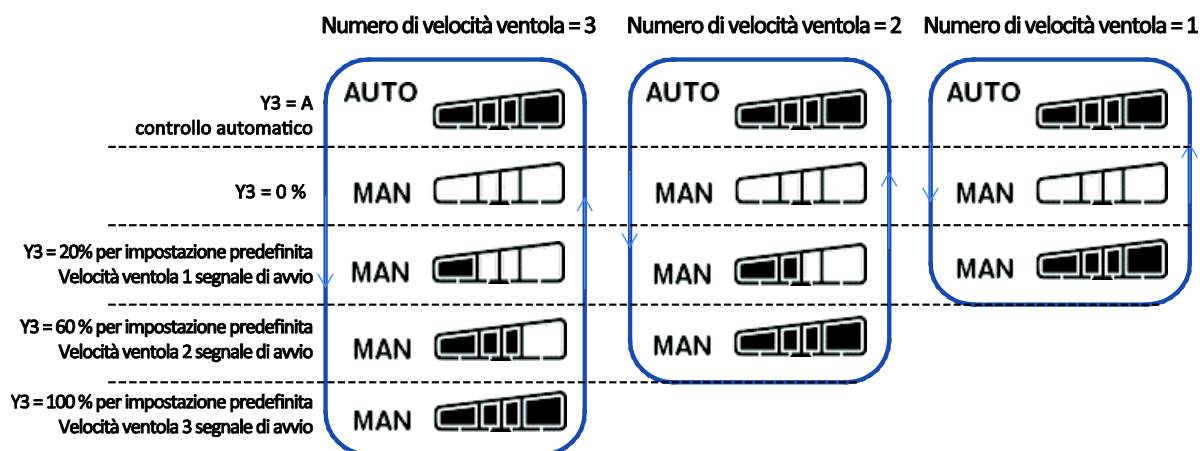 Numero di velocità ventola = 3 Numero di velocità ventola = 2 Numero di velocità ventola = 1
Y3 = A
controllo automatico
AUTO AUTO AUTO
Y3 = 0 %
MAN MAN MAN
Y3 = 20% per impostazione predefinita
Velocità ventola 1 segnale di avvio
MAN MAN MAN
Y3 = 60 % per impostazione predefinita
Velocità ventola 2 segnale di avvio
MAN MAN
Y3 = 100 % per impostazione predefinita
Velocità ventola 3 segnale di avvio
MAN